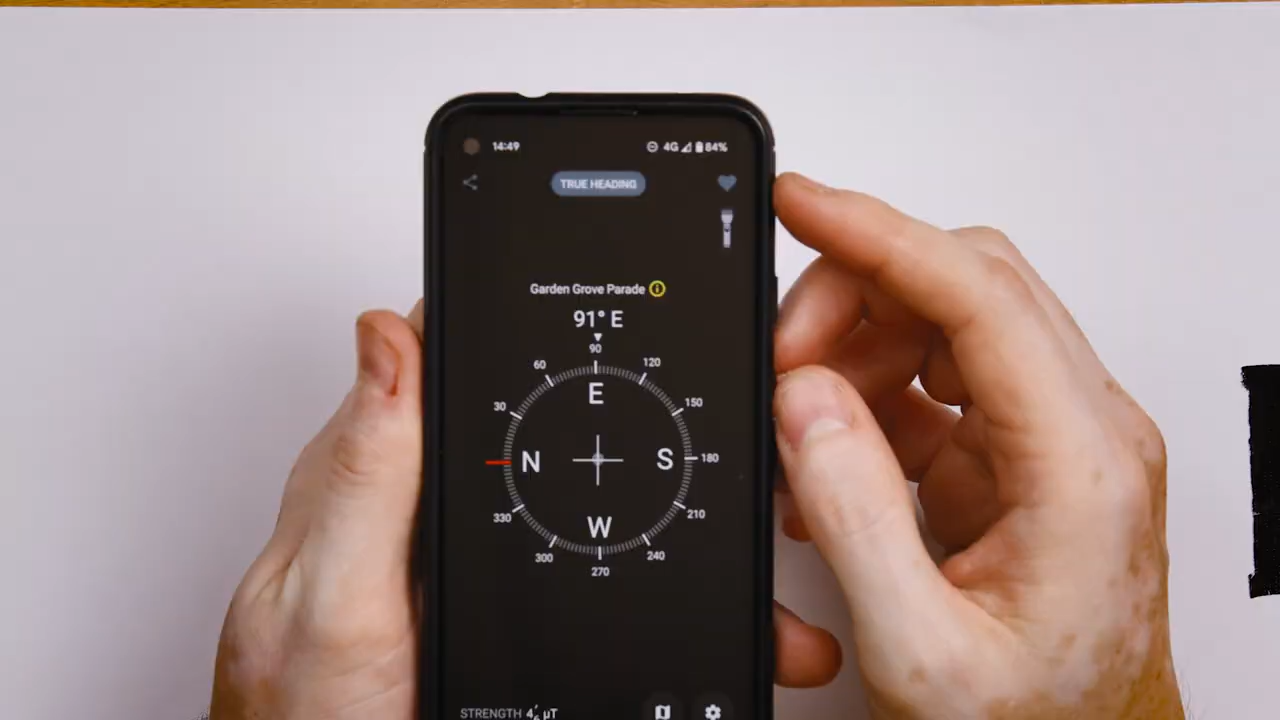 14:49 4G 84%
TRUE HEADING
Garden Grove Parade
91° E
90
60 120
E
30 150
N S 180
330 210
W
300 240
270
STRENGTH μT